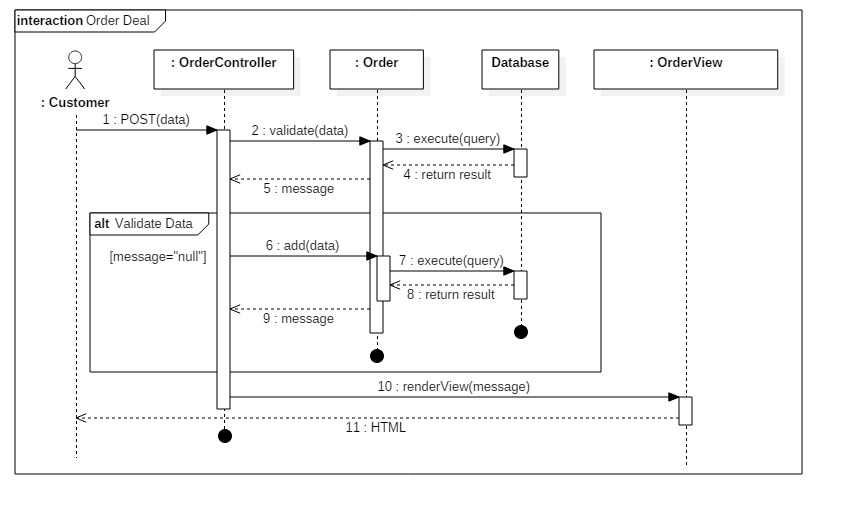 interaction Order Deal
: OrderController
: Order
Database
: OrderView
: Customer
1 : POST(data)
2 : validate(data)
3 : execute(query)
4 : return result
5 : message
alt Validate Data
[message="null"]
6 : add(data)
7 : execute(query)
8 : return result
9 : message
10 : renderView(message)
11 : HTML